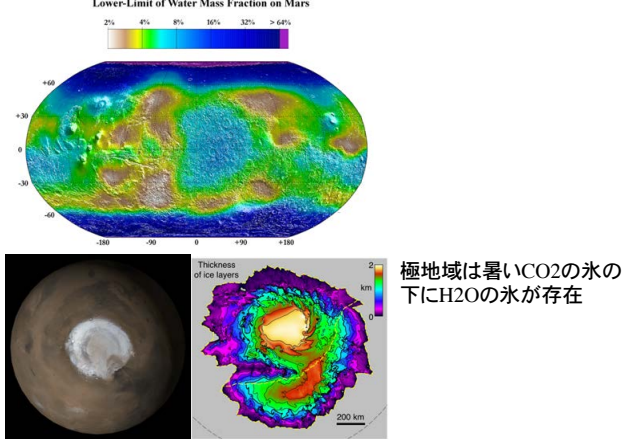 Lower-Limit of Water Mass Fraction on Mars
2% 4% 8% 16% 32% > 64%
+60
+30
0
-30
-60
-180 -90 0 +90 +180
Thickness
of ice layers
2
km
0
200 km
極地域は暑いCO2の氷の
下にH2Oの氷が存在